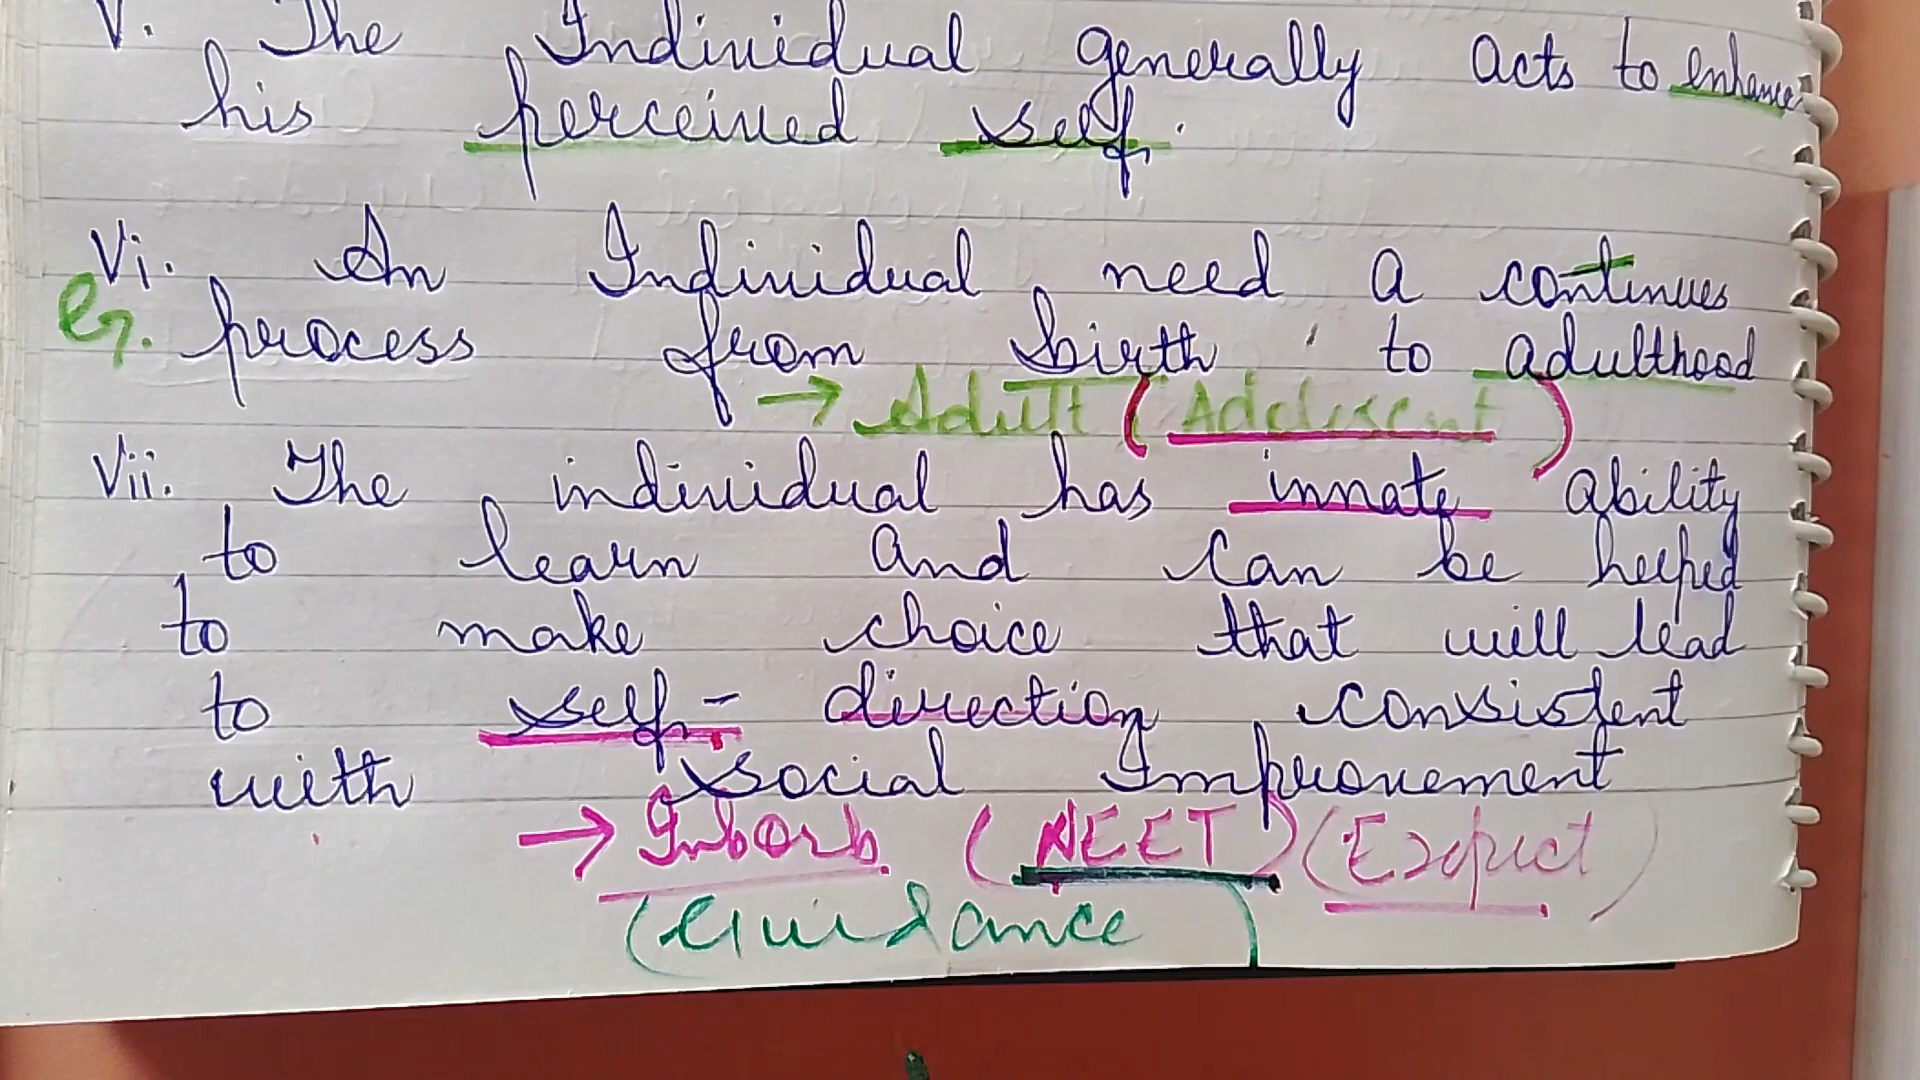 V. The Individual generally acts to enhance
his perceived self.
Vi. An Individual need a continues
eg. process from birth to adulthood
→ Adult (Adolescent)
Vii. The individual has innate ability
to learn and can be helped
to make choice that will lead
to self-direction consistent
with social Improvement
→ Inborn (NEET) (Expect)
(Guidance)